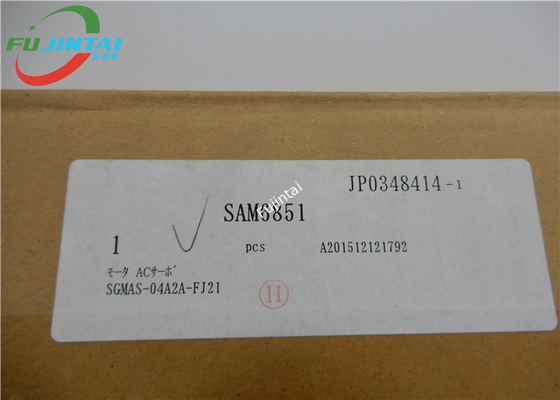 FUJINTAI
JP0348414-1
SAM6851
1
pcs
A201512121792
モータ ACサーボ
SGMAS-04A2A-FJ21
H
Fujintai